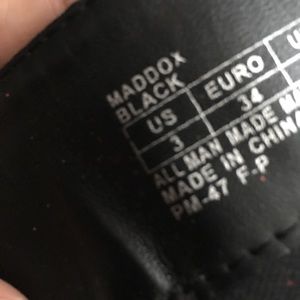 MADDOX
BLACK
US EURO U
3 34
ALL MAN MADE M
MADE IN CHINA
PM-47 F-P